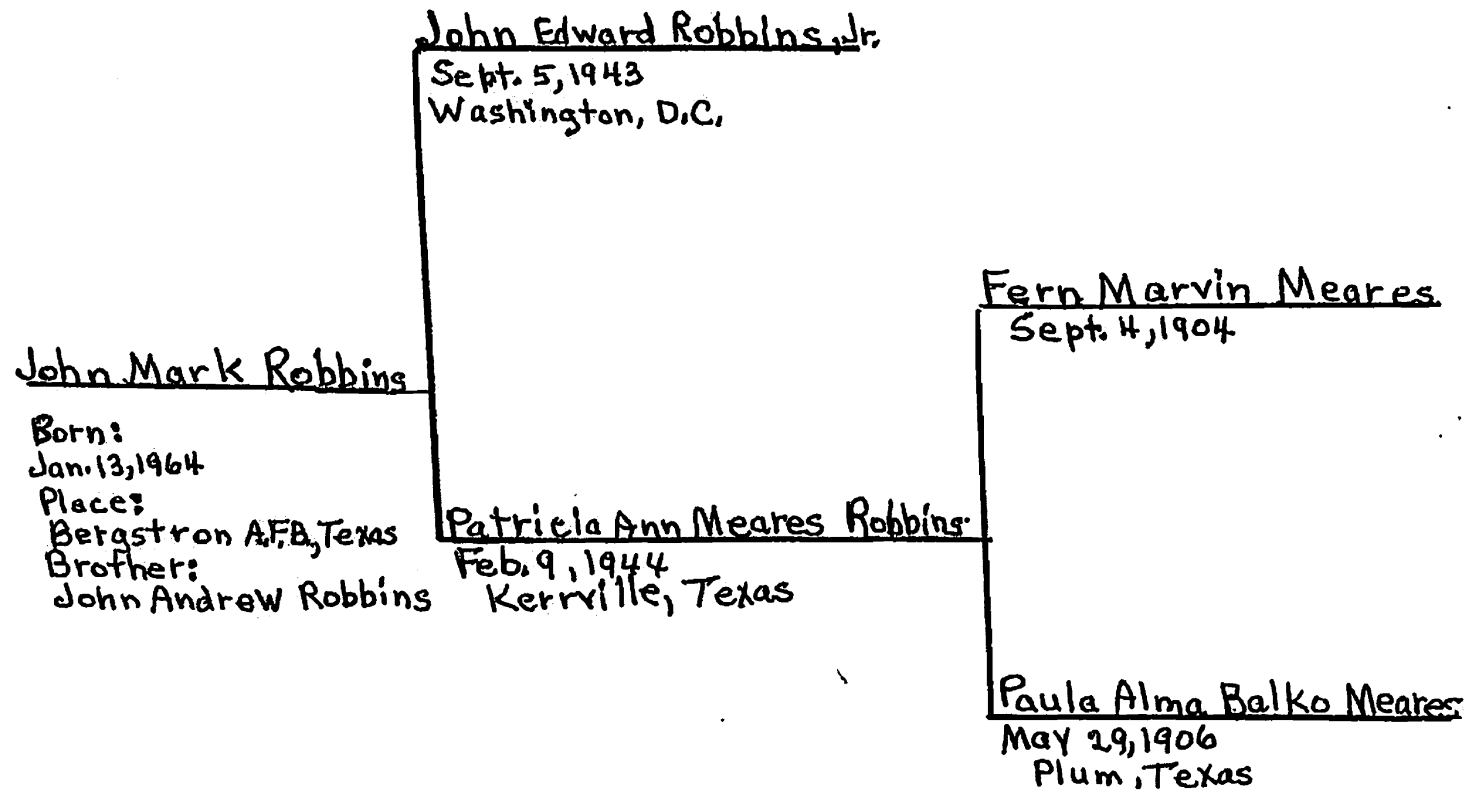 John Edward Robbins, Jr.
Sept. 5, 1943
Washington, D.C.
Fern Marvin Meares
Sept. 4, 1904
John Mark Robbins
Born:
Jan. 13, 1964
Place:
Bergstron A.F.B., Texas
Brother:
John Andrew Robbins
Patricia Ann Meares Robbins
Feb. 9, 1944
Kerrville, Texas
Paula Alma Balko Meares
May 29, 1906
Plum, Texas